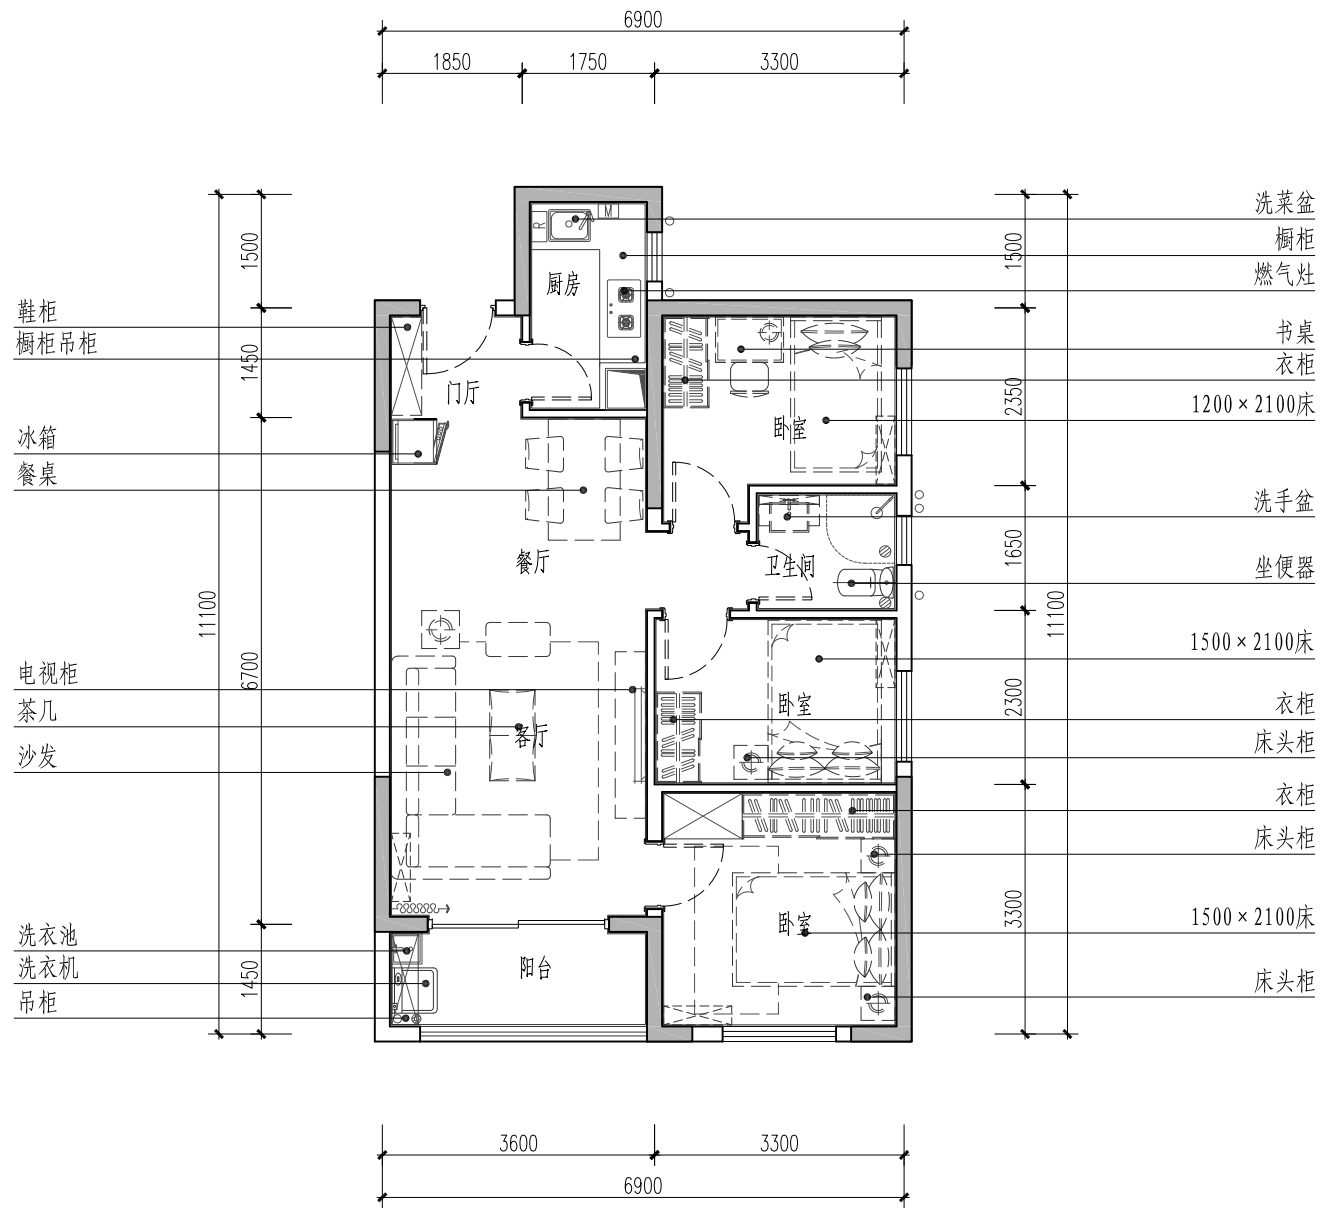 6900
1850
1750
3300
洗菜盆
橱柜
燃气灶
书桌
衣柜
1200×2100床
洗手盆
坐便器
1500×2100床
衣柜
床头柜
衣柜
床头柜
1500×2100床
床头柜
鞋柜
橱柜吊柜
冰箱
餐桌
电视柜
茶几
沙发
洗衣池
洗衣机
吊柜
1500
1450
6700
1450
11100
1500
2350
1650
2300
3300
11100
R
M
厨房
门厅
卧室
餐厅
卫生间
客厅
卧室
卧室
阳台
3600
3300
6900